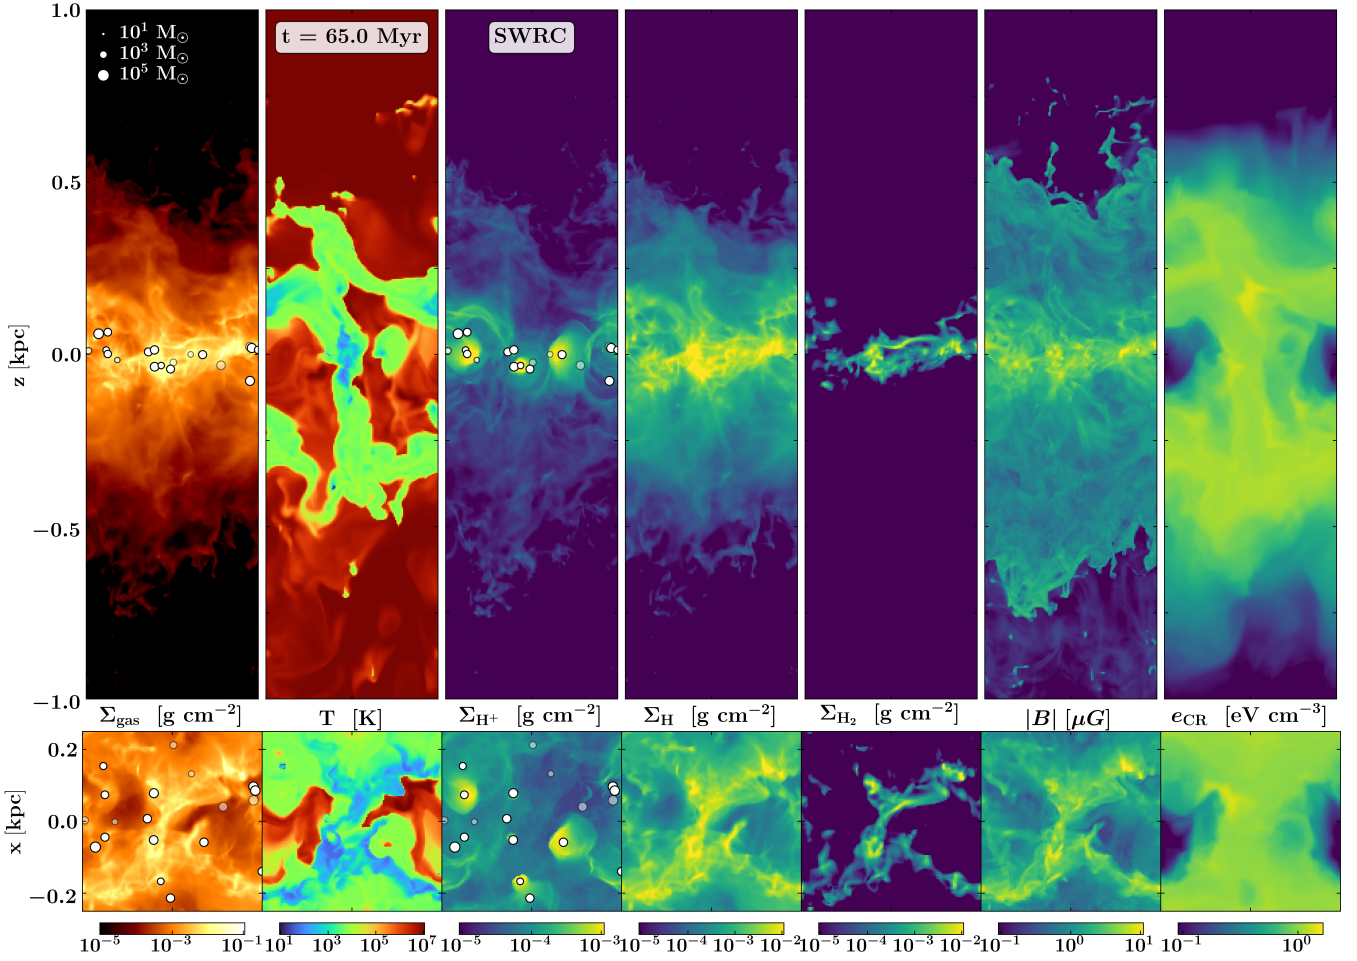 1.0
10¹ M⊙
10³ M⊙
10⁵ M⊙
t = 65.0 Myr
SWRC
0.5
0.0
−0.5
−1.0
z [kpc]
Σgas [g cm⁻²]
T [K]
ΣH⁺ [g cm⁻²]
ΣH [g cm⁻²]
ΣH₂ [g cm⁻²]
|B| [μG]
eCR [eV cm⁻³]
0.2
0.0
−0.2
x [kpc]
10⁻⁵ 10⁻³ 10⁻¹
10¹ 10³ 10⁵ 10⁷
10⁻⁵ 10⁻⁴ 10⁻³
10⁻⁵ 10⁻⁴ 10⁻³ 10⁻²
10⁻⁵ 10⁻⁴ 10⁻³ 10⁻²
10⁻¹ 10⁰ 10¹
10⁻¹ 10⁰